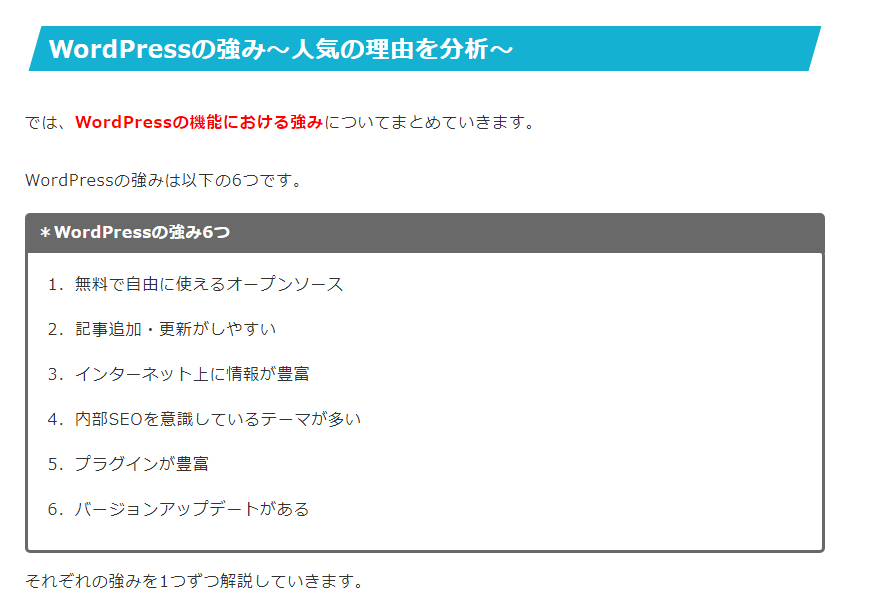 WordPressの強み～人気の理由を分析～
では、WordPressの機能における強みについてまとめていきます。
WordPressの強みは以下の6つです。
＊WordPressの強み6つ
1. 無料で自由に使えるオープンソース
2. 記事追加・更新がしやすい
3. インターネット上に情報が豊富
4. 内部SEOを意識しているテーマが多い
5. プラグインが豊富
6. バージョンアップデートがある
それぞれの強みを1つずつ解説していきます。